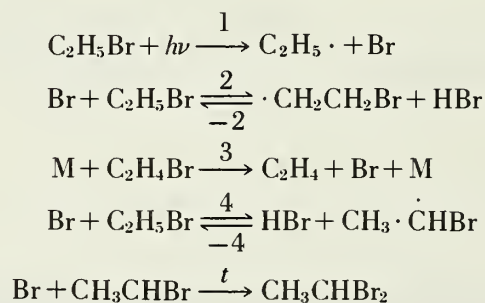 C₂H₅Br + hν —1→ C₂H₅· + Br
Br + C₂H₅Br ⇌ 2 / −2 ·CH₂CH₂Br + HBr
M + C₂H₄Br —3→ C₂H₄ + Br + M
Br + C₂H₅Br ⇌ 4 / −4 HBr + CH₃·ĊHBr
Br + CH₃CHBr —t→ CH₃CHBr₂